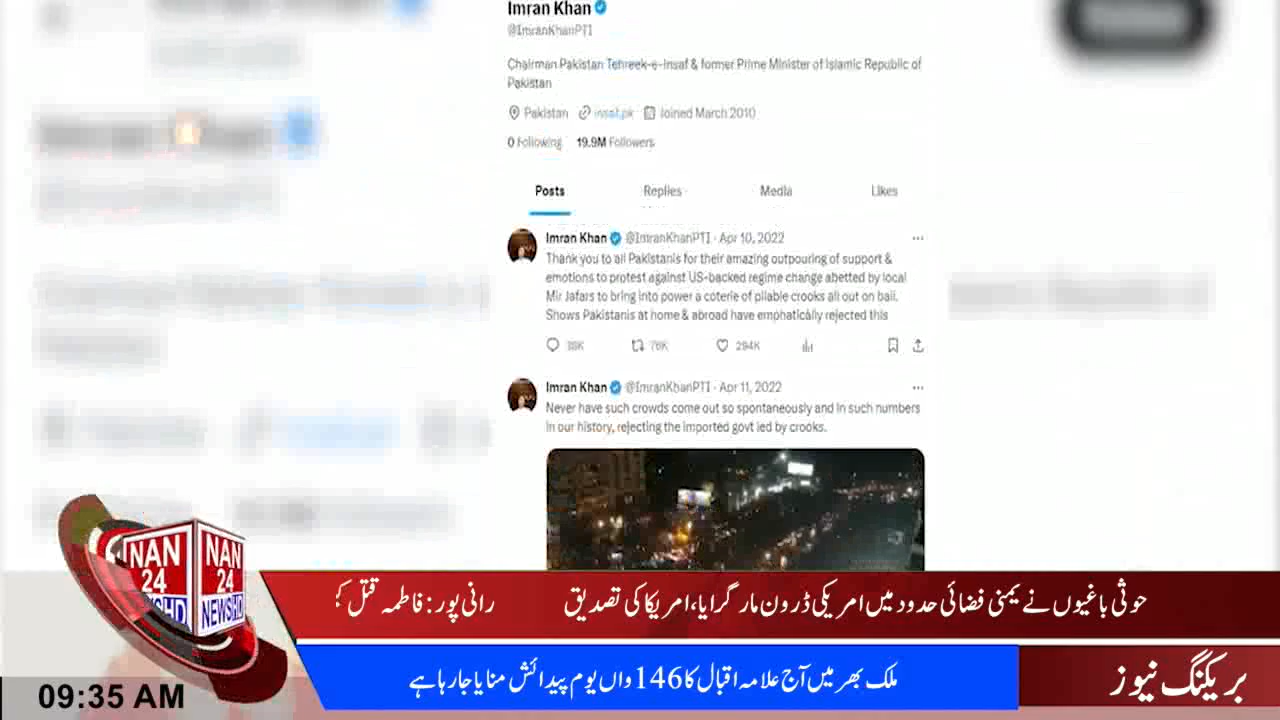 Imran Khan
@ImranKhanPTI
Chairman Pakistan Tehreek-e-Insaf & former Prime Minister of Islamic Republic of
Pakistan
Pakistan insaf.pk Joined March 2010
0 Following 19.9M Followers
Posts Replies Media Likes
Imran Khan @ImranKhanPTI · Apr 10, 2022
Thank you to all Pakistanis for their amazing outpouring of support &
emotions to protest against US-backed regime change abetted by local
Mir Jafars to bring into power a coterie of pliable crooks all out on bail.
Shows Pakistanis at home & abroad have emphatically rejected this
76K 294K
Imran Khan @ImranKhanPTI · Apr 11, 2022
Never have such crowds come out so spontaneously and in such numbers
in our history, rejecting the imported govt led by crooks.
NAN NAN
24 24
NEWSHD
حوثی باغیوں نے یمنی فضائی حدود میں امریکی ڈرون مار گرایا، امریکا کی تصدیق رانی پور: فاطمہ قتل
ملک بھر میں آج علامہ اقبال کا 146 واں یوم پیدائش منایا جا رہا ہے
بریکنگ نیوز
09:35 AM